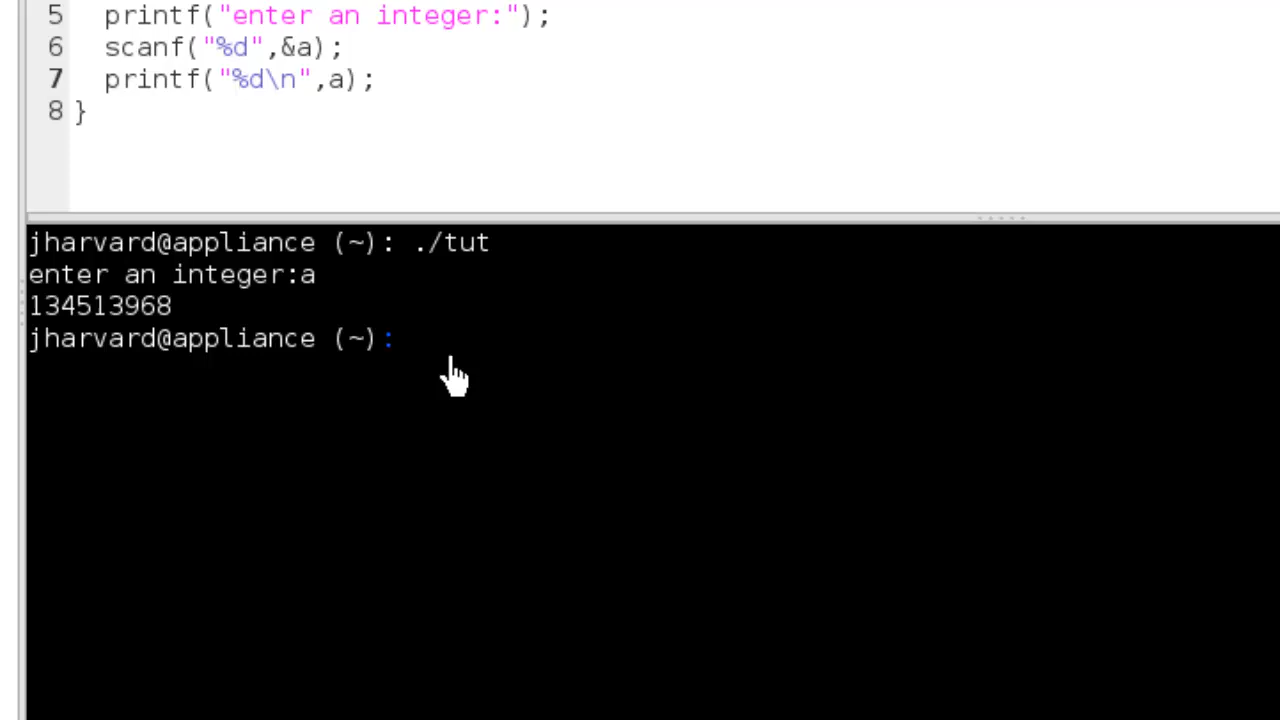 5 printf("enter an integer:");
6 scanf("%d",&a);
7 printf("%d\n",a);
8 }
jharvard@appliance (~): ./tut
enter an integer:a
134513968
jharvard@appliance (~):